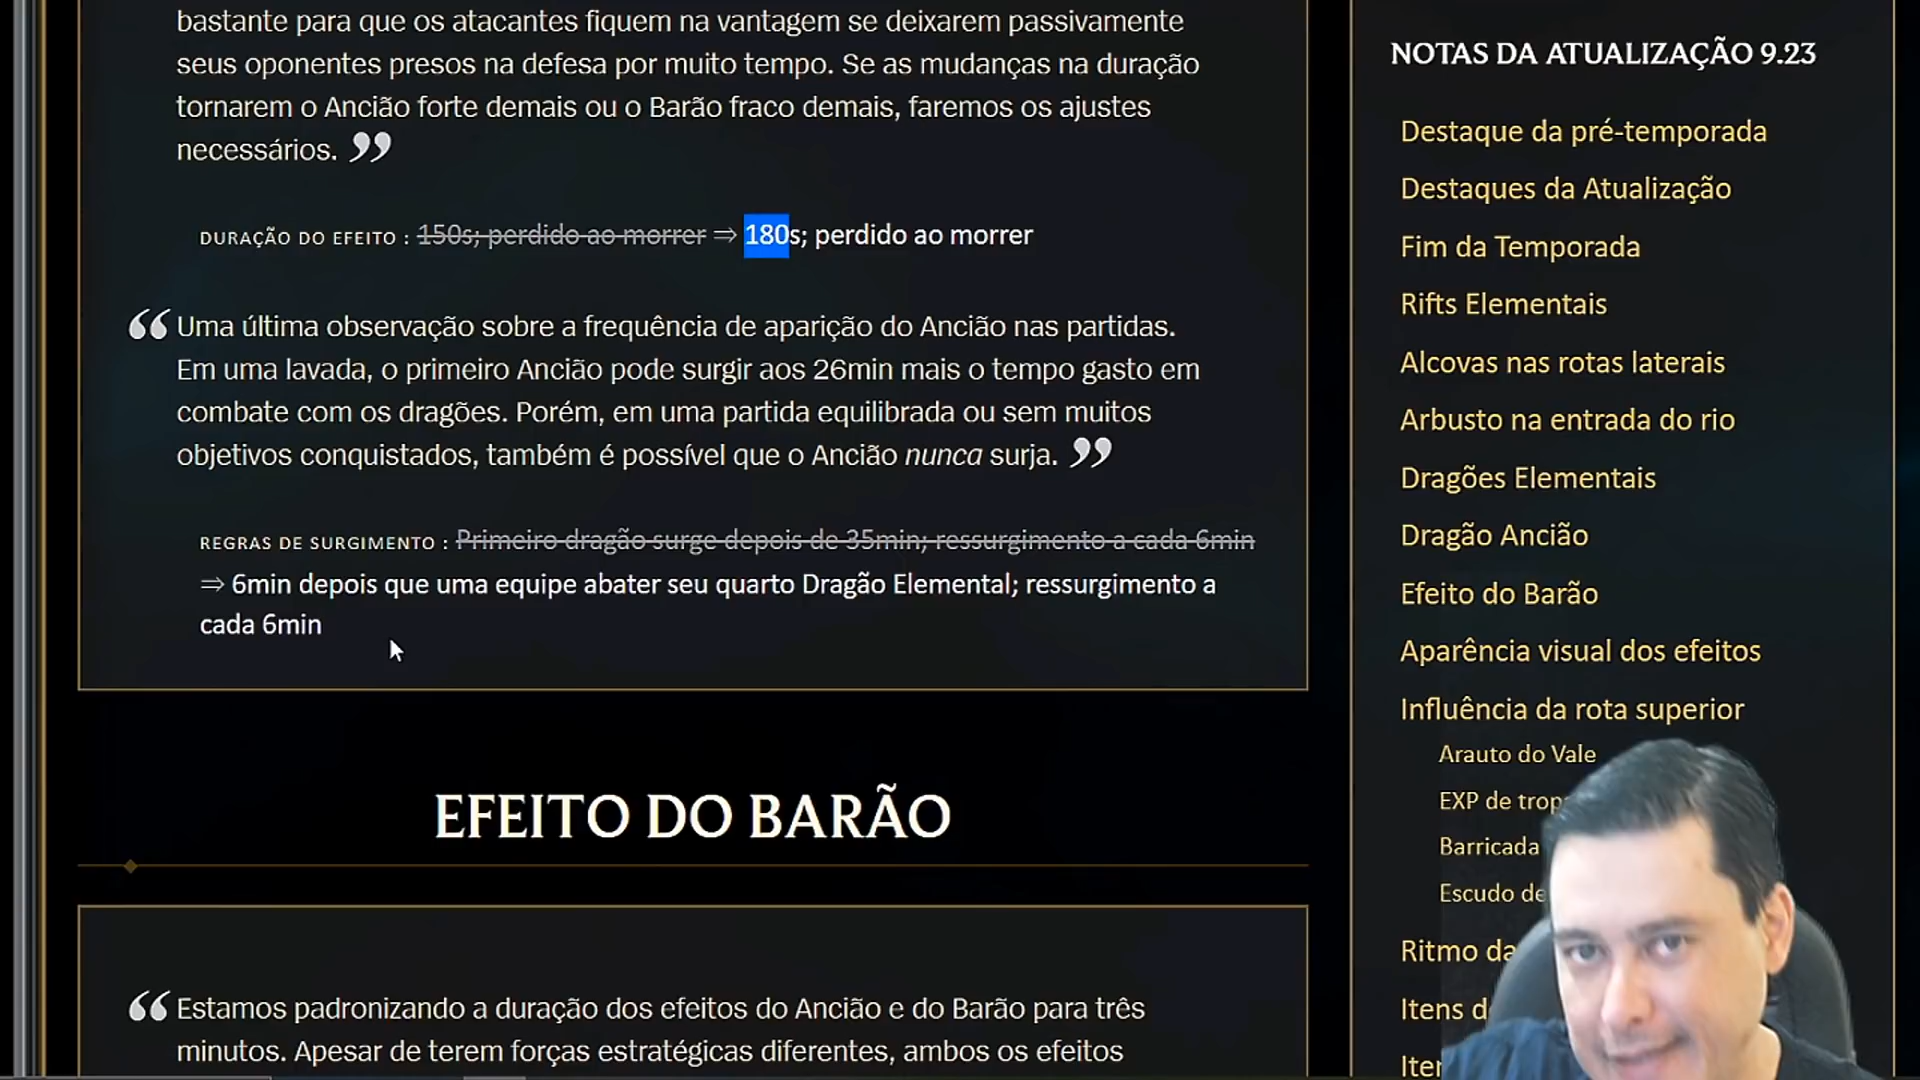 bastante para que os atacantes fiquem na vantagem se deixarem passivamente
seus oponentes presos na defesa por muito tempo. Se as mudanças na duração
tornarem o Ancião forte demais ou o Barão fraco demais, faremos os ajustes
necessários. ”
DURAÇÃO DO EFEITO : 150s; perdido ao morrer ⇒ 180s; perdido ao morrer
“ Uma última observação sobre a frequência de aparição do Ancião nas partidas.
Em uma lavada, o primeiro Ancião pode surgir aos 26min mais o tempo gasto em
combate com os dragões. Porém, em uma partida equilibrada ou sem muitos
objetivos conquistados, também é possível que o Ancião nunca surja. ”
REGRAS DE SURGIMENTO : Primeiro dragão surge depois de 35min; ressurgimento a cada 6min
⇒ 6min depois que uma equipe abater seu quarto Dragão Elemental; ressurgimento a
cada 6min
EFEITO DO BARÃO
“ Estamos padronizando a duração dos efeitos do Ancião e do Barão para três
minutos. Apesar de terem forças estratégicas diferentes, ambos os efeitos
NOTAS DA ATUALIZAÇÃO 9.23
Destaque da pré-temporada
Destaques da Atualização
Fim da Temporada
Rifts Elementais
Alcovas nas rotas laterais
Arbusto na entrada do rio
Dragões Elementais
Dragão Ancião
Efeito do Barão
Aparência visual dos efeitos
Influência da rota superior
Arauto do Vale
EXP de
Barricada
Escudo
Ritmo
Itens